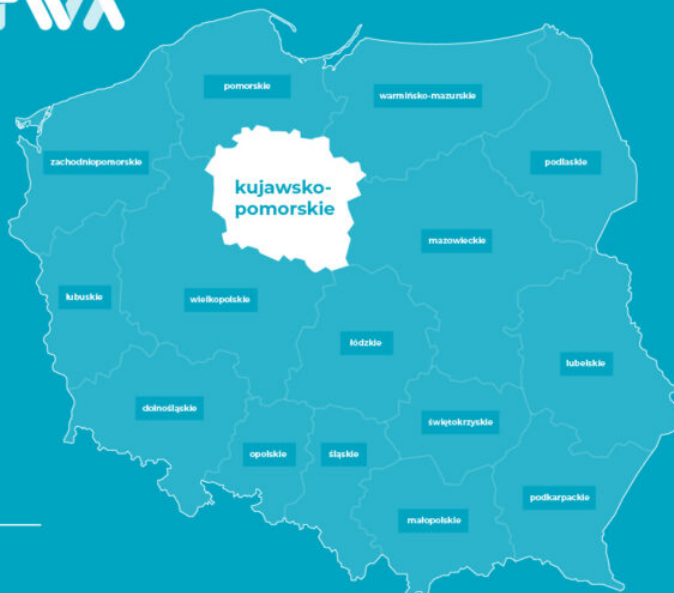 pomorskie
warmińsko-mazurskie
zachodniopomorskie
podlaskie
kujawsko-
pomorskie
mazowieckie
lubuskie
wielkopolskie
łódzkie
lubelskie
dolnośląskie
świętokrzyskie
opolskie
śląskie
podkarpackie
małopolskie